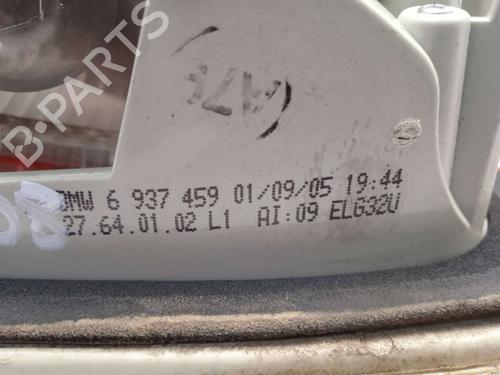 B-PARTS
BMW 6 937 459 01/09/05 19:44
27.64.01.02 L1 AI:09 ELG32U